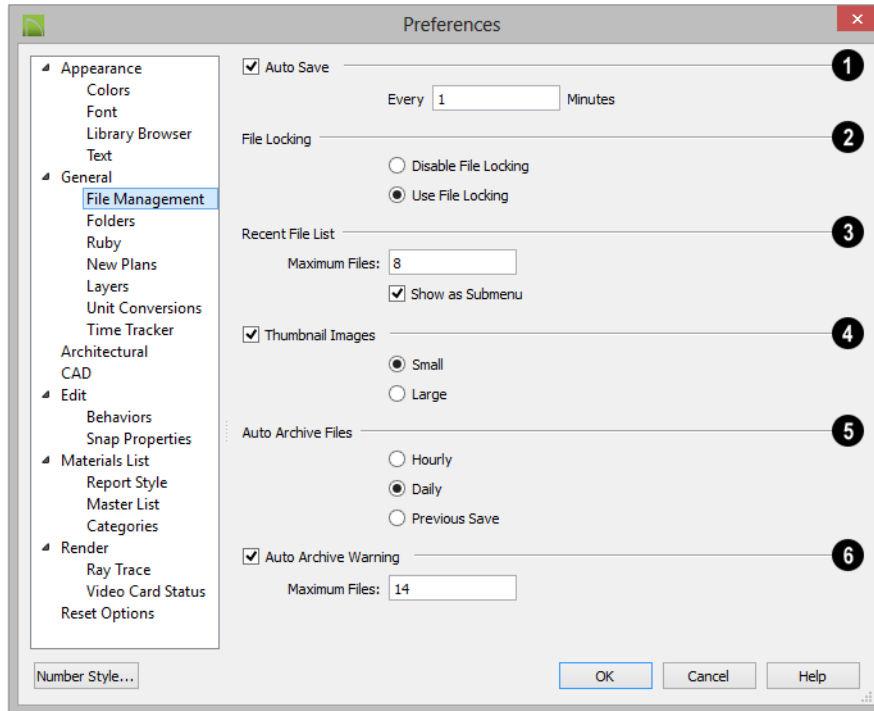 Preferences
Appearance
Colors
Font
Library Browser
Text
General
File Management
Folders
Ruby
New Plans
Layers
Unit Conversions
Time Tracker
Architectural
CAD
Edit
Behaviors
Snap Properties
Materials List
Report Style
Master List
Categories
Render
Ray Trace
Video Card Status
Reset Options
Auto Save 1
Every 1 Minutes
File Locking 2
Disable File Locking
Use File Locking
Recent File List 3
Maximum Files: 8
Show as Submenu
Thumbnail Images 4
Small
Large
Auto Archive Files 5
Hourly
Daily
Previous Save
Auto Archive Warning 6
Maximum Files: 14
Number Style... OK Cancel Help